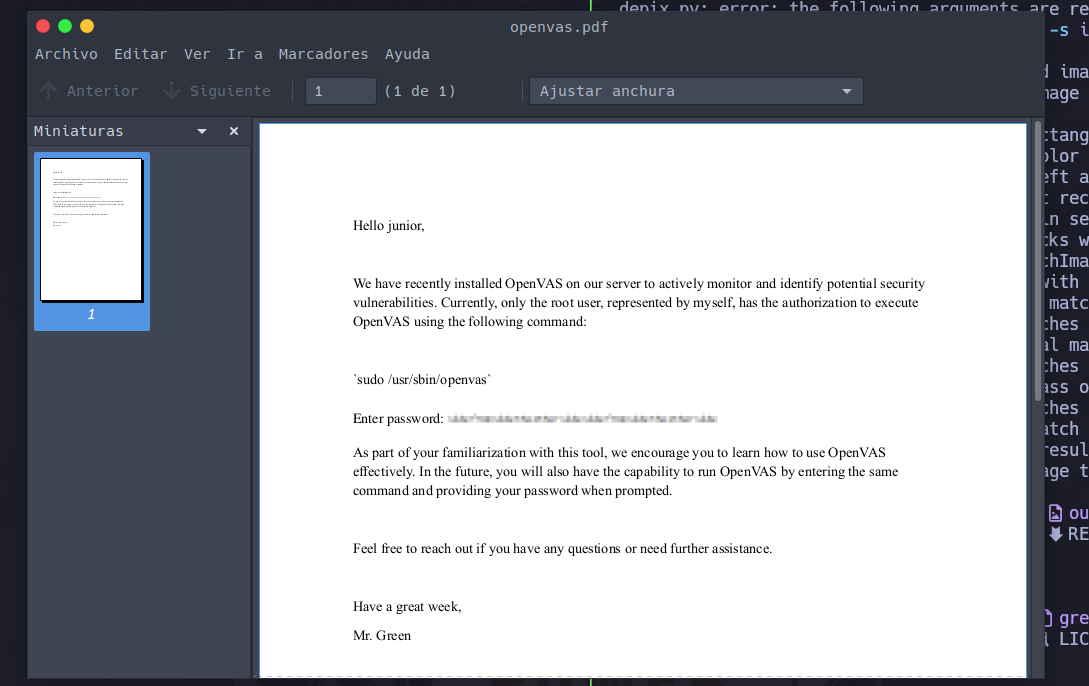 depix.py: error: the following arguments are re
openvas.pdf
-s i
Archivo Editar Ver Ir a Marcadores Ayuda
Anterior Siguiente 1 (1 de 1) Ajustar anchura
Miniaturas
1
Hello junior,
We have recently installed OpenVAS on our server to actively monitor and identify potential security
vulnerabilities. Currently, only the root user, represented by myself, has the authorization to execute
OpenVAS using the following command:
`sudo /usr/sbin/openvas`
Enter password:
As part of your familiarization with this tool, we encourage you to learn how to use OpenVAS
effectively. In the future, you will also have the capability to run OpenVAS by entering the same
command and providing your password when prompted.
Feel free to reach out if you have any questions or need further assistance.
Have a great week,
Mr. Green
d ima
mage
ctang
olor
eft a
t rec
in se
cks w
chIma
with
match
ches
al ma
ches
ass o
ches
atch
resul
age t
ou
RE
gre
LIC